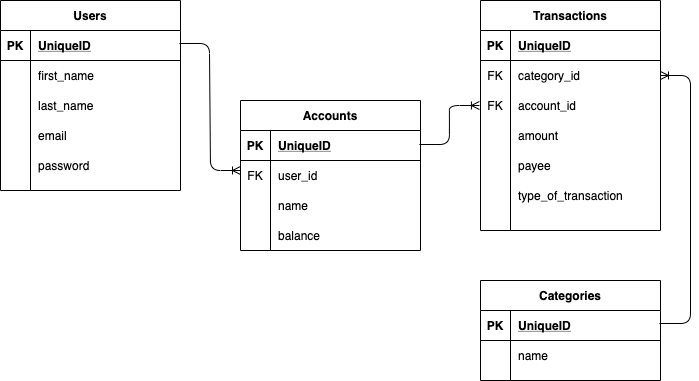 Users
PK UniqueID
first_name
last_name
email
password
Accounts
PK UniqueID
FK user_id
name
balance
Transactions
PK UniqueID
FK category_id
FK account_id
amount
payee
type_of_transaction
Categories
PK UniqueID
name